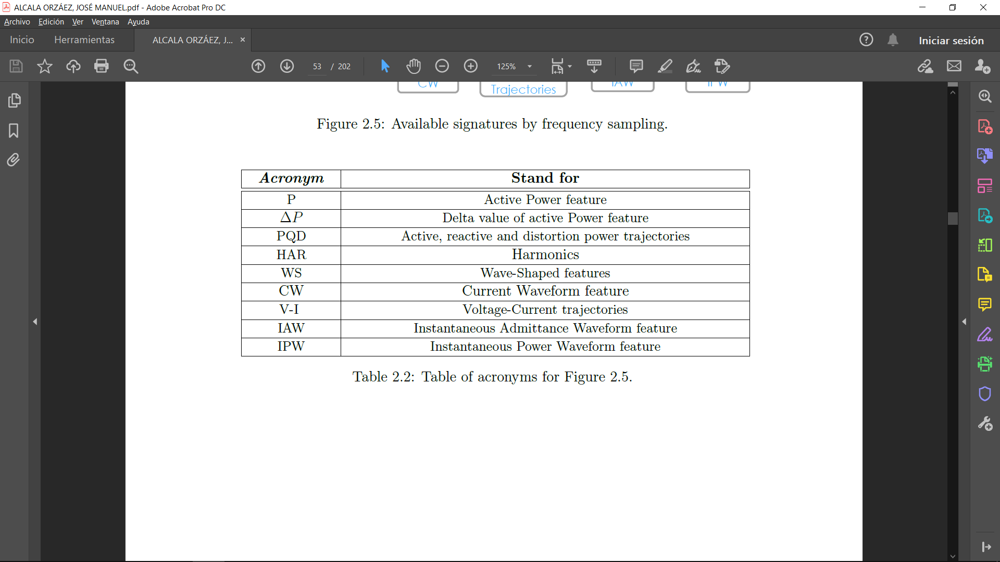 ALCALA ORZÁEZ, JOSÉ MANUEL.pdf - Adobe Acrobat Pro DC
Archivo Edición Ver Ventana Ayuda
Inicio Herramientas ALCALA ORZÁEZ, J... × Iniciar sesión
53 / 202 125%
CW Trajectories IAW IPW
Figure 2.5: Available signatures by frequency sampling.
Acronym Stand for
P Active Power feature
ΔP Delta value of active Power feature
PQD Active, reactive and distortion power trajectories
HAR Harmonics
WS Wave-Shaped features
CW Current Waveform feature
V-I Voltage-Current trajectories
IAW Instantaneous Admittance Waveform feature
IPW Instantaneous Power Waveform feature
Table 2.2: Table of acronyms for Figure 2.5.